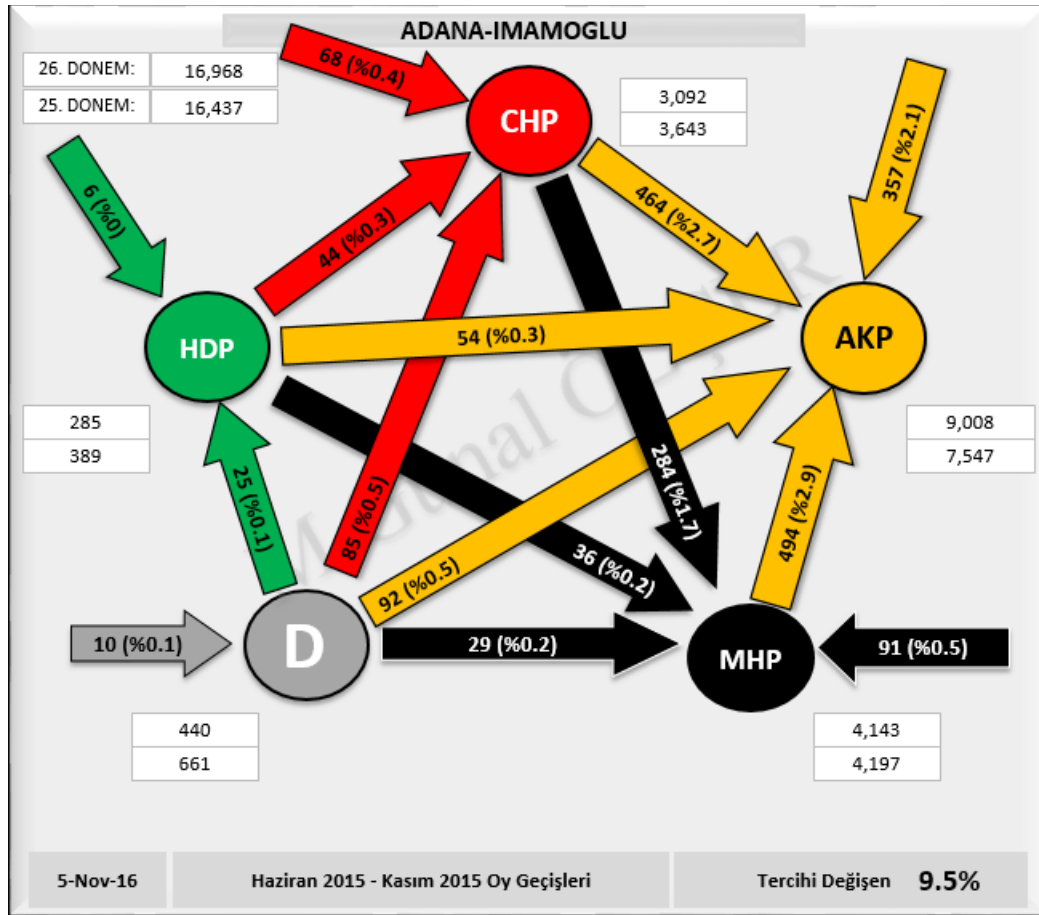 ADANA-IMAMOGLU
26. DONEM: 16,968
25. DONEM: 16,437
68 (%0.4)
CHP
3,092
3,643
357 (%2.1)
6 (%0)
44 (%0.3)
464 (%2.7)
HDP
54 (%0.3)
AKP
285
389
9,008
7,547
25 (%0.1)
85 (%0.5)
284 (%1.7)
494 (%2.9)
92 (%0.5)
36 (%0.2)
10 (%0.1)
D
29 (%0.2)
MHP
91 (%0.5)
440
661
4,143
4,197
5-Nov-16
Haziran 2015 - Kasım 2015 Oy Geçişleri
Tercihi Değişen 9.5%